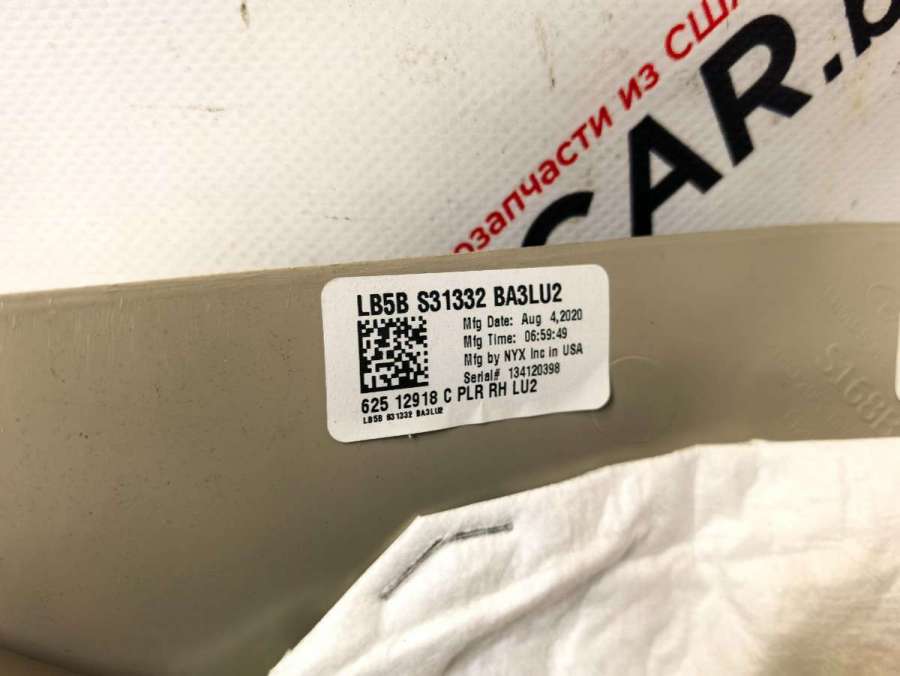 озапчасти из США
CAR.b
LB5B S31332 BA3LU2
Mfg Date: Aug 4,2020
Mfg Time: 06:59:49
Mfg by NYX Inc in USA
Serial# 134120398
625 12918 C PLR RH LU2
LB5B S31332 BA3LU2